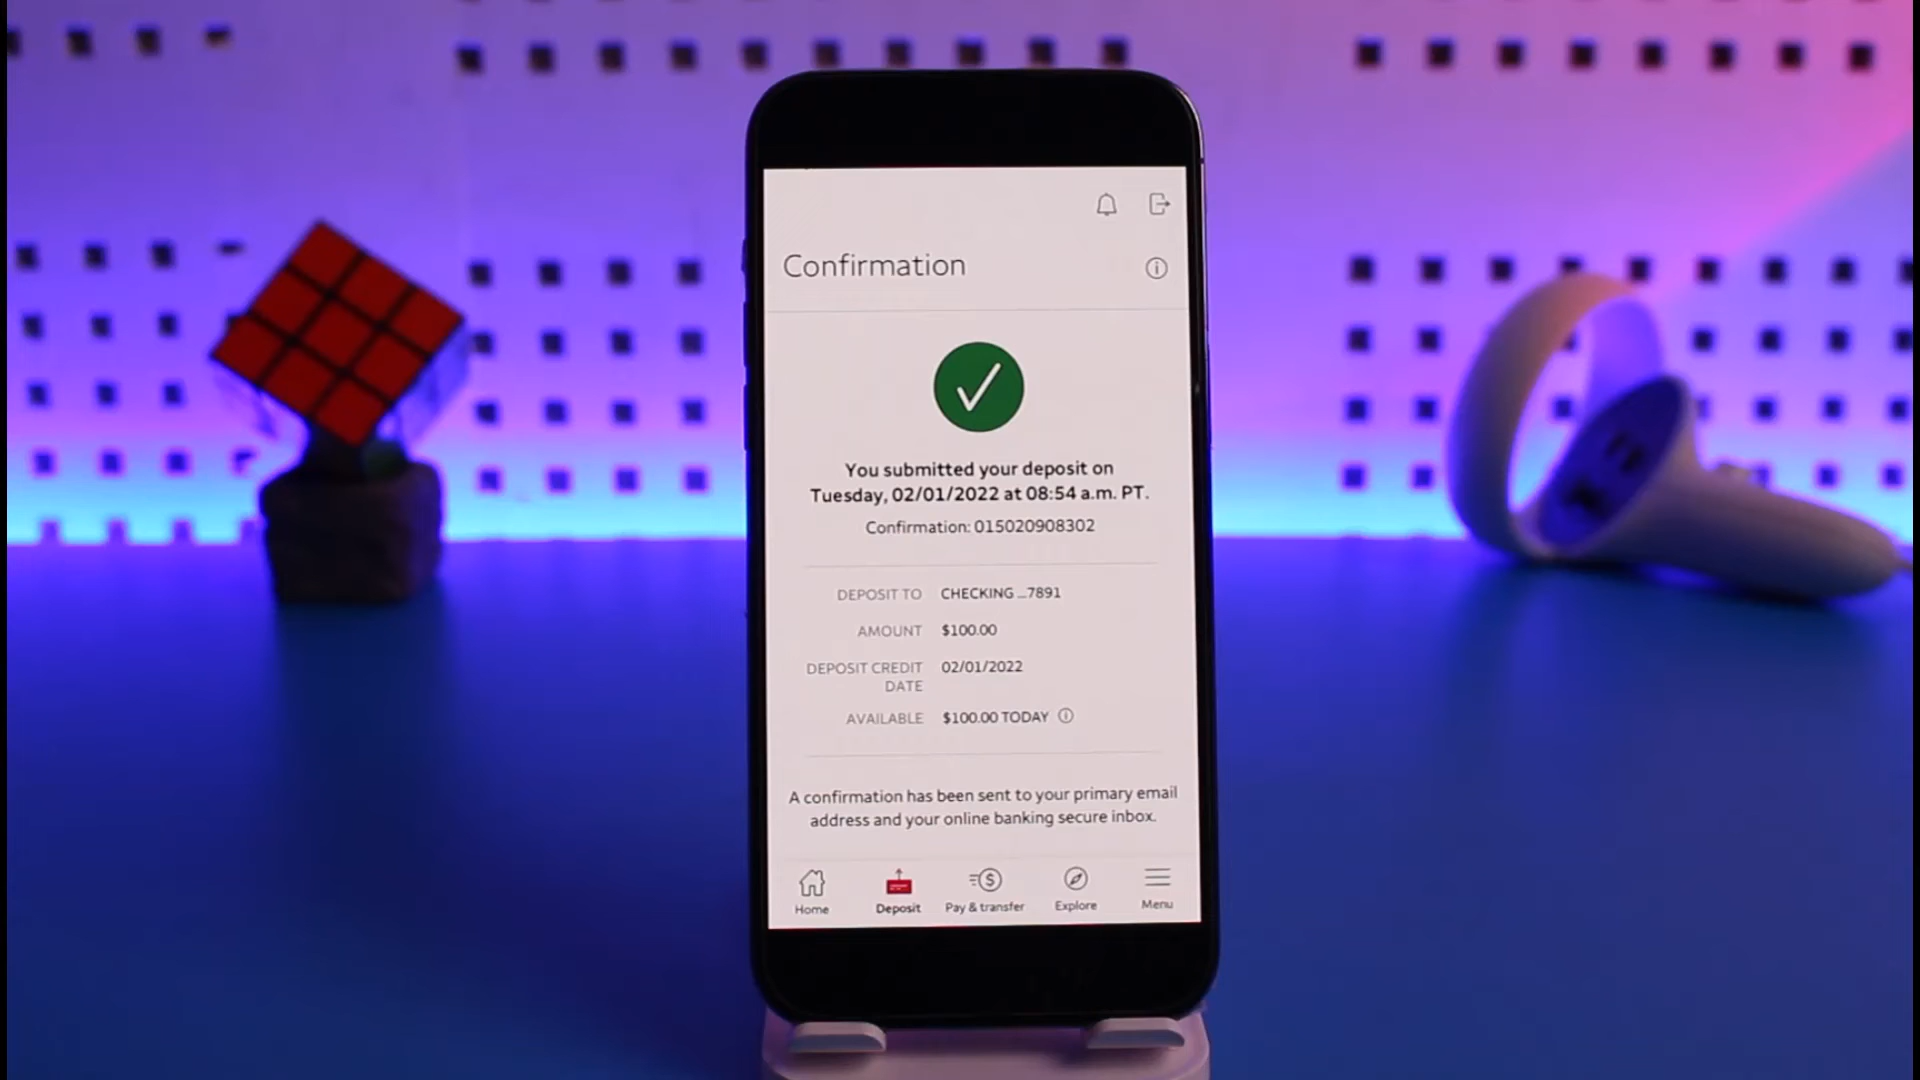 Confirmation
You submitted your deposit on
Tuesday, 02/01/2022 at 08:54 a.m. PT.
Confirmation: 015020908302
DEPOSIT TO CHECKING ...7891
AMOUNT $100.00
DEPOSIT CREDIT DATE 02/01/2022
AVAILABLE $100.00 TODAY
A confirmation has been sent to your primary email
address and your online banking secure inbox.
Home Deposit Pay & transfer Explore Menu